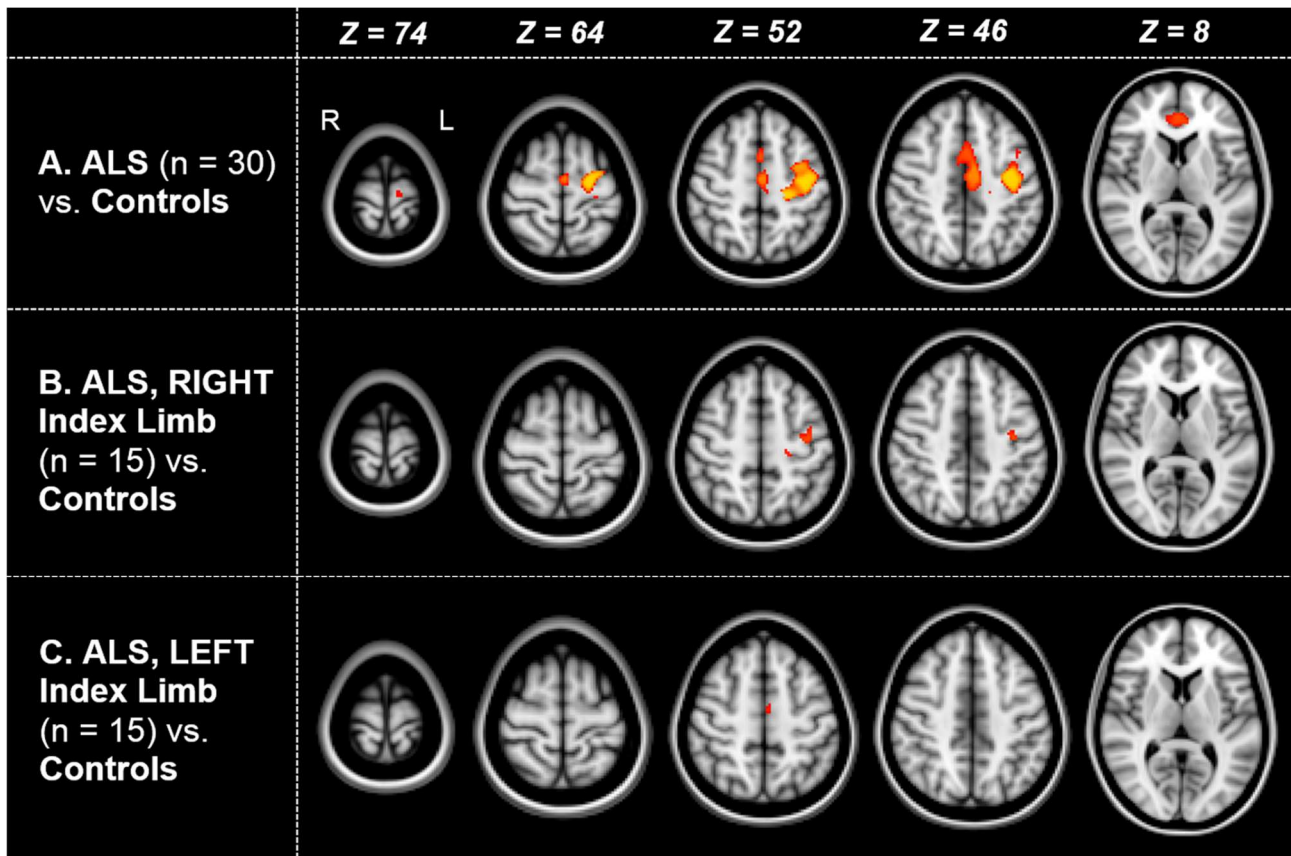 Z = 74 Z = 64 Z = 52 Z = 46 Z = 8
R L
A. ALS (n = 30)
vs. Controls
B. ALS, RIGHT
Index Limb
(n = 15) vs.
Controls
C. ALS, LEFT
Index Limb
(n = 15) vs.
Controls